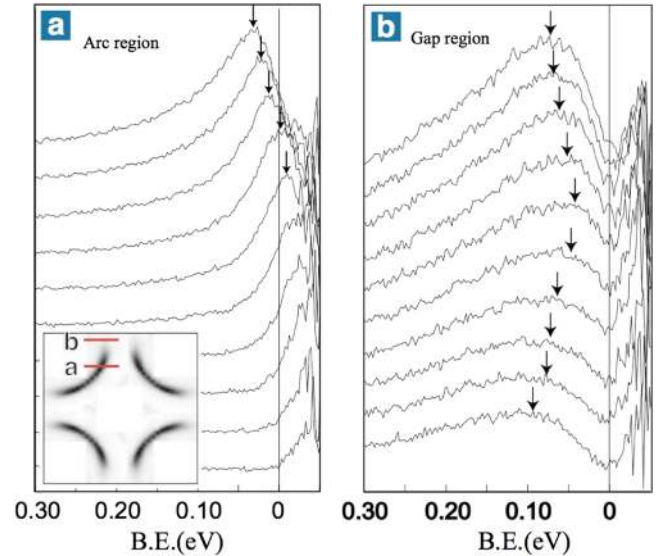 a
Arc region
b
a
0.30
0.20
0.10
0
B.E.(eV)
b
Gap region
0.30
0.20
0.10
0
B.E.(eV)